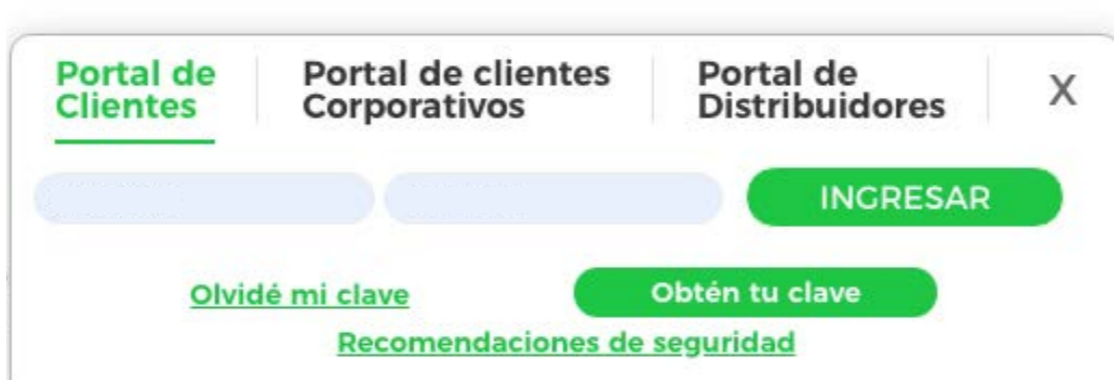 Portal de
Clientes
Portal de clientes
Corporativos
Portal de
Distribuidores
X
INGRESAR
Olvidé mi clave
Obtén tu clave
Recomendaciones de seguridad